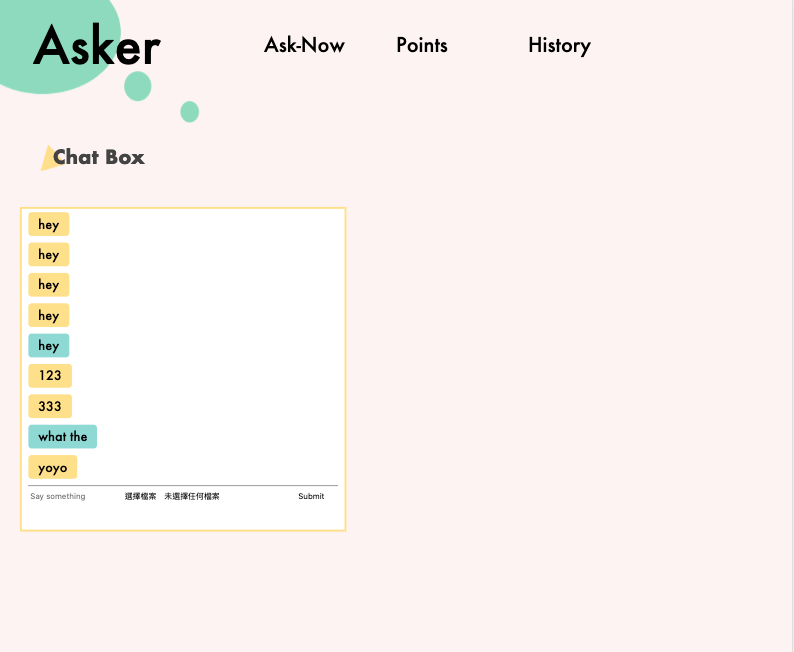 Asker
Ask-Now Points History
Chat Box
hey
hey
hey
hey
hey
123
333
what the
yoyo
Say something 選擇檔案 未選擇任何檔案 Submit